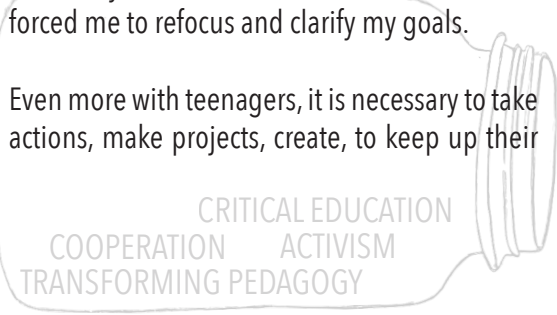 forced me to refocus and clarify my goals.
Even more with teenagers, it is necessary to take
actions, make projects, create, to keep up their
CRITICAL EDUCATION
COOPERATION ACTIVISM
TRANSFORMING PEDAGOGY